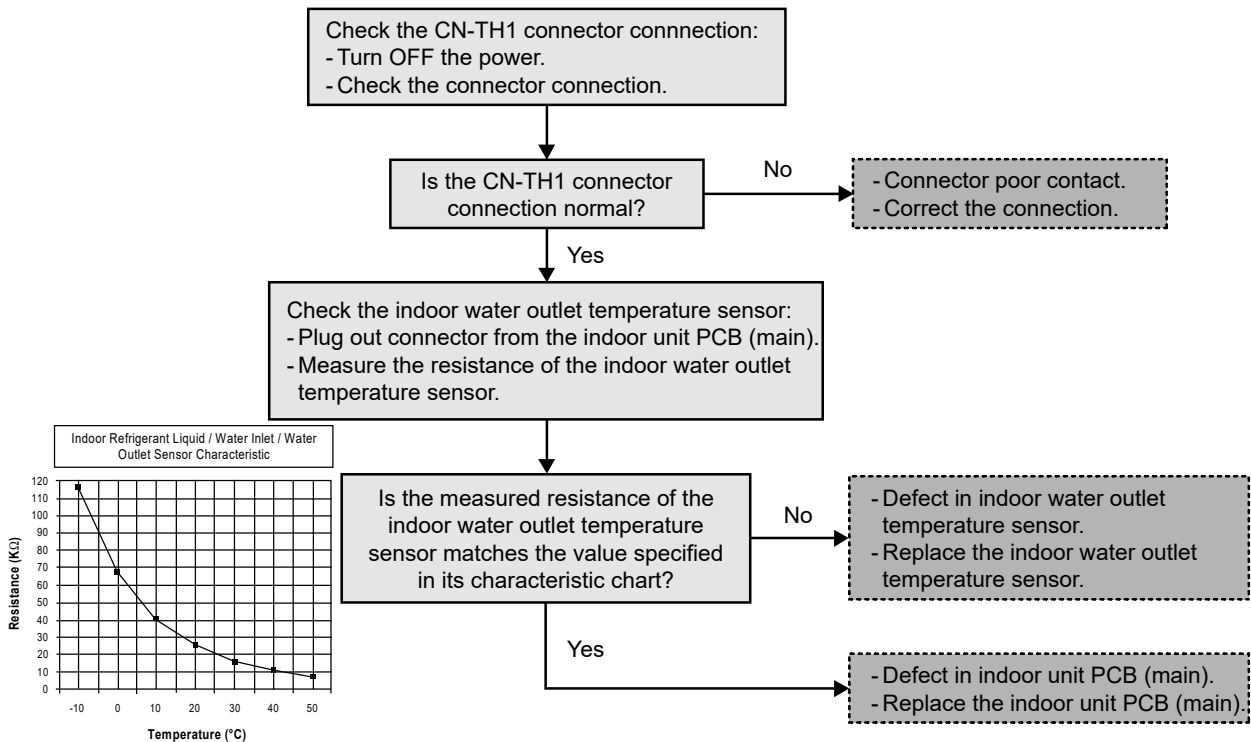 Check the CN-TH1 connector connnection:
- Turn OFF the power.
- Check the connector connection.
Is the CN-TH1 connector
connection normal?
No
- Connector poor contact.
- Correct the connection.
Yes
Check the indoor water outlet temperature sensor:
- Plug out connector from the indoor unit PCB (main).
- Measure the resistance of the indoor water outlet
temperature sensor.
Indoor Refrigerant Liquid / Water Inlet / Water
Outlet Sensor Characteristic
Resistance (KΩ)
120
110
100
90
80
70
60
50
40
30
20
10
0
-10 0 10 20 30 40 50
Temperature (°C)
Is the measured resistance of the
indoor water outlet temperature
sensor matches the value specified
in its characteristic chart?
No
- Defect in indoor water outlet
temperature sensor.
- Replace the indoor water outlet
temperature sensor.
Yes
- Defect in indoor unit PCB (main).
- Replace the indoor unit PCB (main).